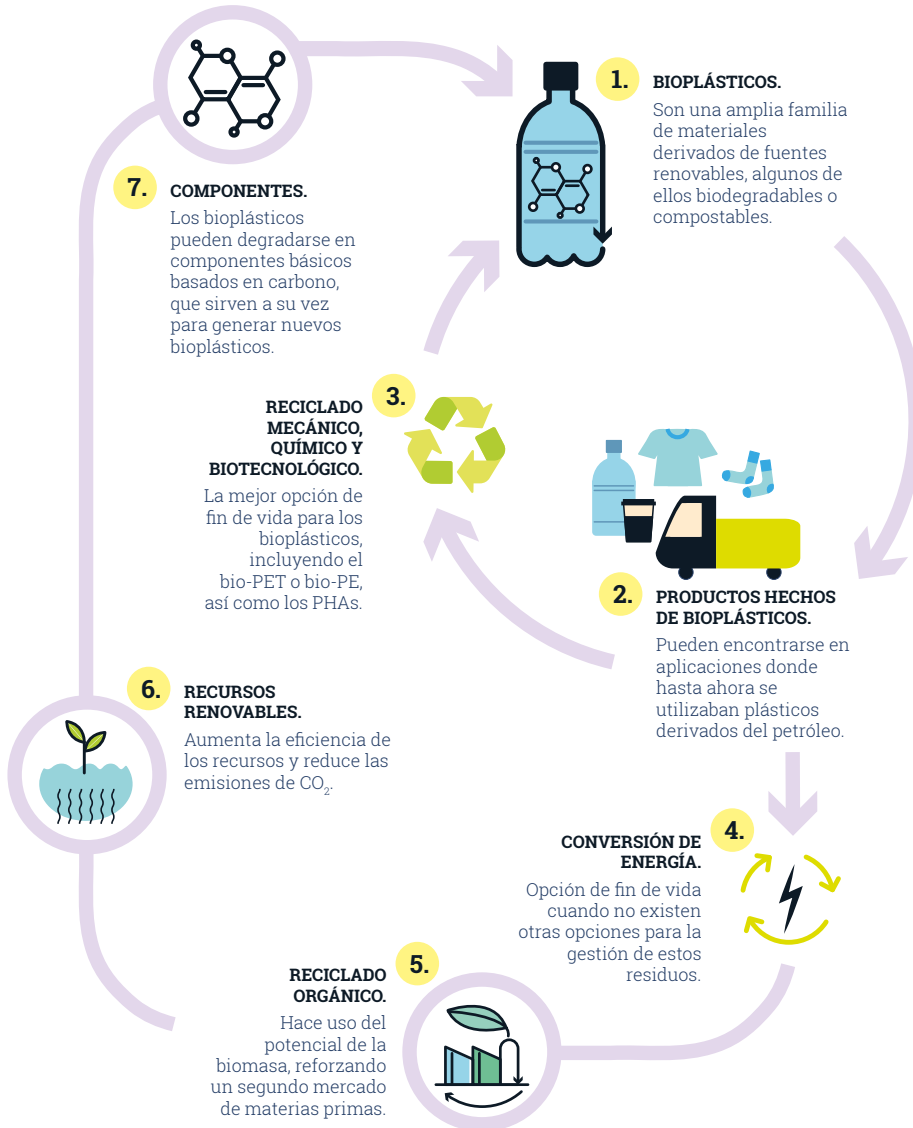 1.
BIOPLÁSTICOS.
Son una amplia familia
de materiales
derivados de fuentes
renovables, algunos de
ellos biodegradables o
compostables.
2.
PRODUCTOS HECHOS
DE BIOPLÁSTICOS.
Pueden encontrarse en
aplicaciones donde
hasta ahora se
utilizaban plásticos
derivados del petróleo.
3.
RECICLADO
MECÁNICO,
QUÍMICO Y
BIOTECNOLÓGICO.
La mejor opción de
fin de vida para los
bioplásticos,
incluyendo el
bio-PET o bio-PE,
así como los PHAs.
4.
CONVERSIÓN DE
ENERGÍA.
Opción de fin de vida
cuando no existen
otras opciones para la
gestión de estos
residuos.
5.
RECICLADO
ORGÁNICO.
Hace uso del
potencial de la
biomasa, reforzando
un segundo mercado
de materias primas.
6.
RECURSOS
RENOVABLES.
Aumenta la eficiencia de
los recursos y reduce las
emisiones de CO₂.
7.
COMPONENTES.
Los bioplásticos
pueden degradarse en
componentes básicos
basados en carbono,
que sirven a su vez
para generar nuevos
bioplásticos.